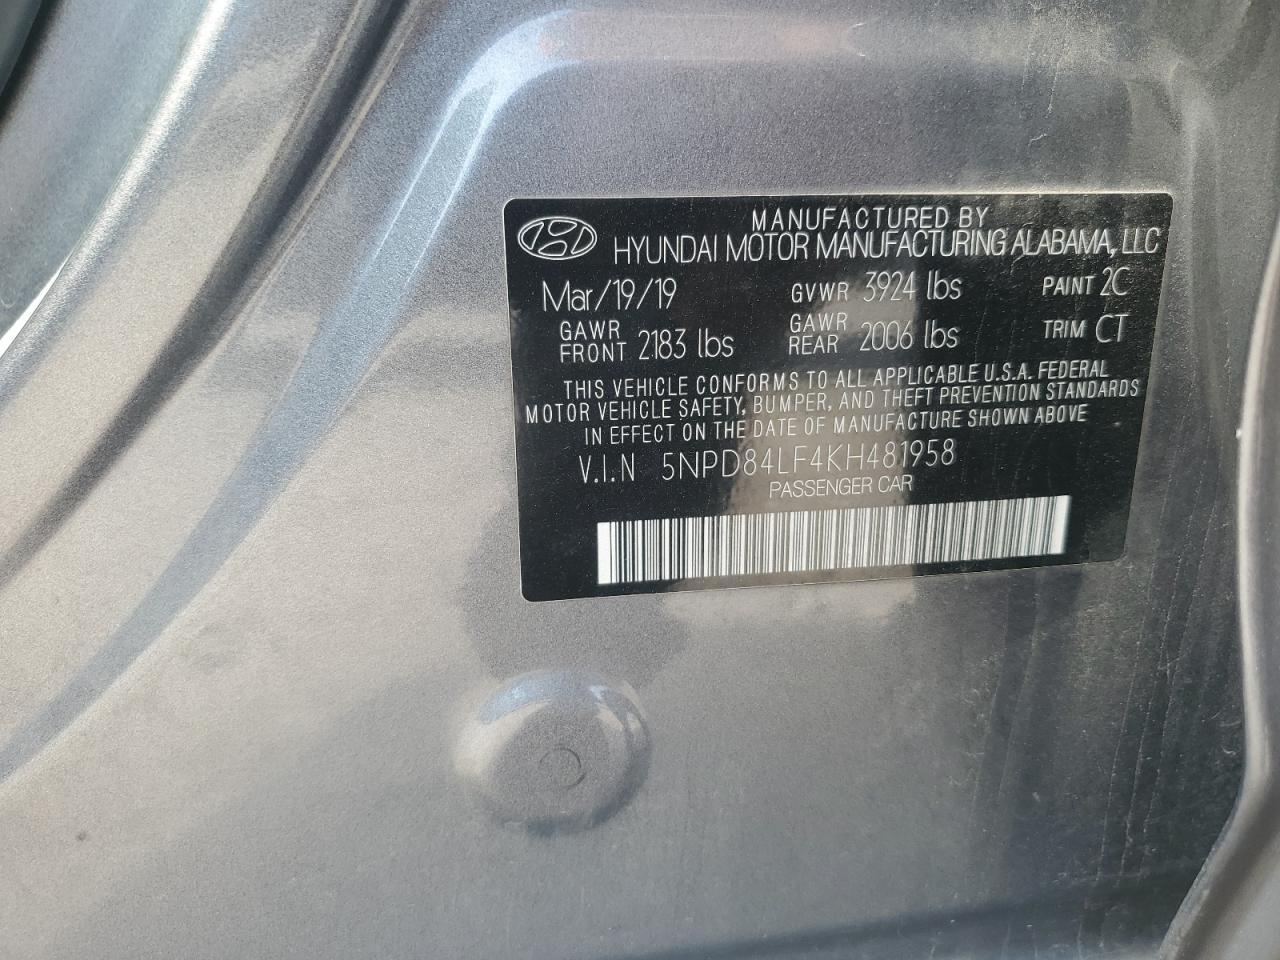 MANUFACTURED BY
HYUNDAI MOTOR MANUFACTURING ALABAMA, LLC
Mar/19/19 GVWR 3924 lbs PAINT 2C
GAWR FRONT 2183 lbs GAWR REAR 2006 lbs TRIM CT
THIS VEHICLE CONFORMS TO ALL APPLICABLE U.S.A. FEDERAL
MOTOR VEHICLE SAFETY, BUMPER, AND THEFT PREVENTION STANDARDS
IN EFFECT ON THE DATE OF MANUFACTURE SHOWN ABOVE
V.I.N 5NPD84LF4KH481958
PASSENGER CAR